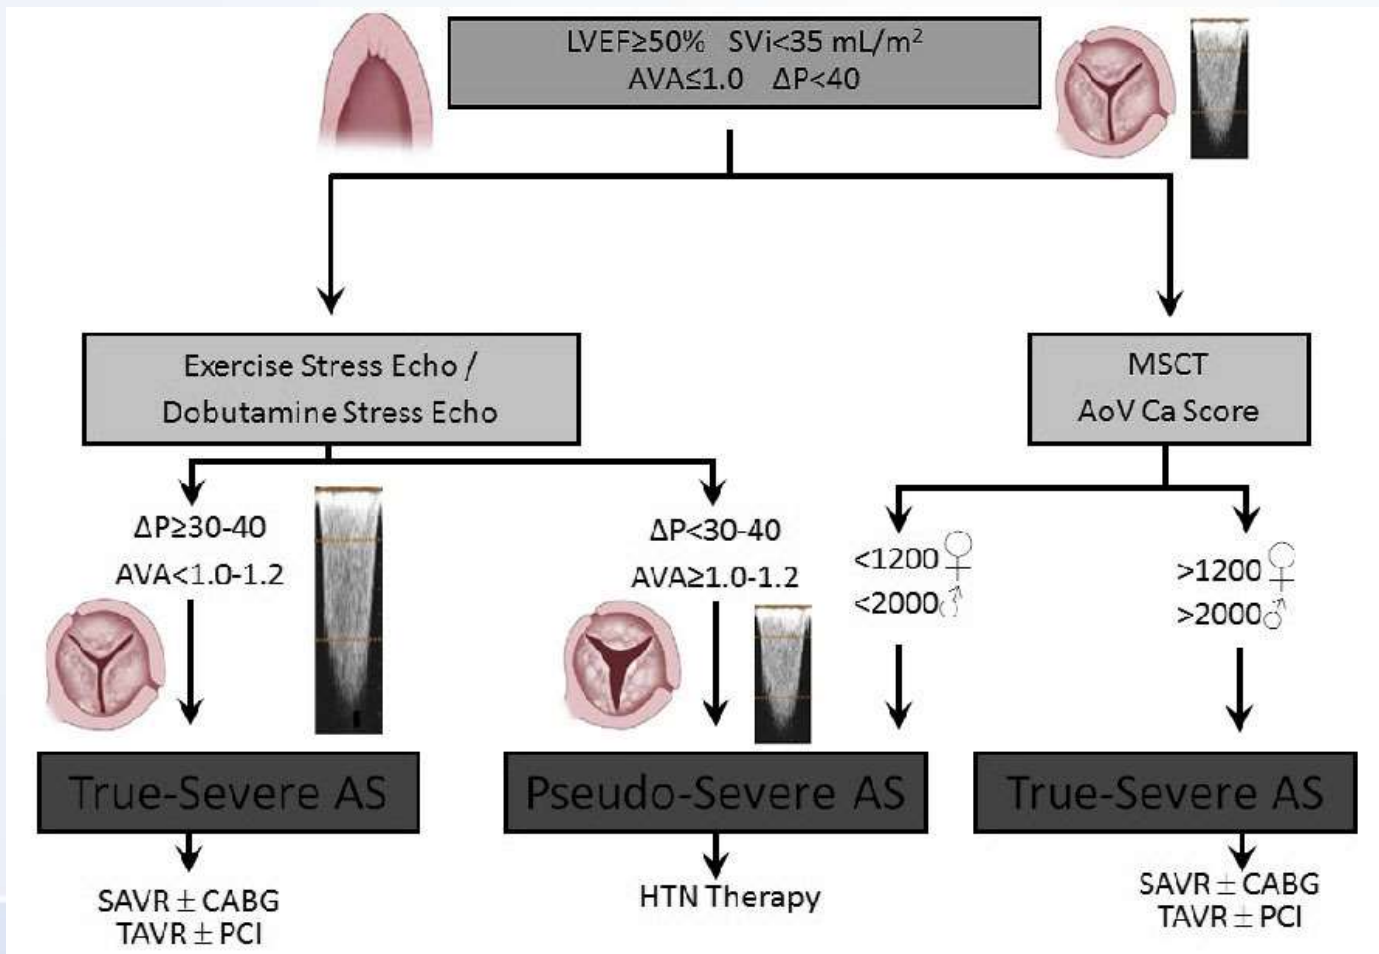 LVEF≥50% SVi<35 mL/m²
AVA≤1.0 ΔP<40
Exercise Stress Echo /
Dobutamine Stress Echo
MSCT
AoV Ca Score
ΔP≥30-40
AVA<1.0-1.2
ΔP<30-40
AVA≥1.0-1.2
<1200♀
<2000♂
>1200♀
>2000♂
True-Severe AS
Pseudo-Severe AS
True-Severe AS
SAVR ± CABG
TAVR ± PCI
HTN Therapy
SAVR ± CABG
TAVR ± PCI